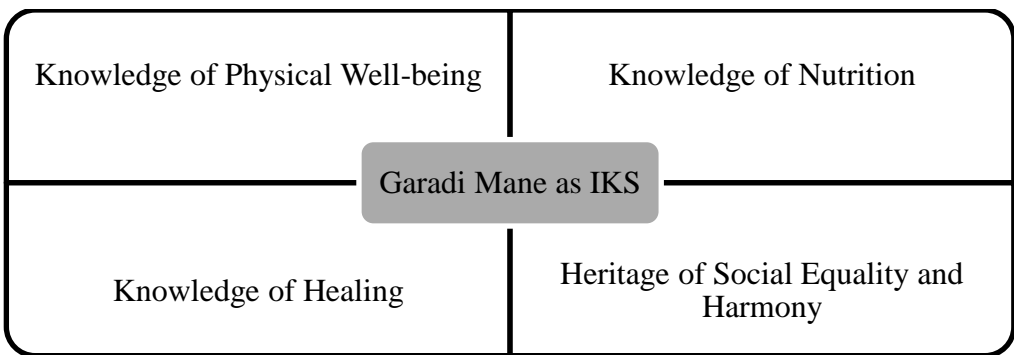 Knowledge of Physical Well-being
Knowledge of Nutrition
Garadi Mane as IKS
Knowledge of Healing
Heritage of Social Equality and
Harmony